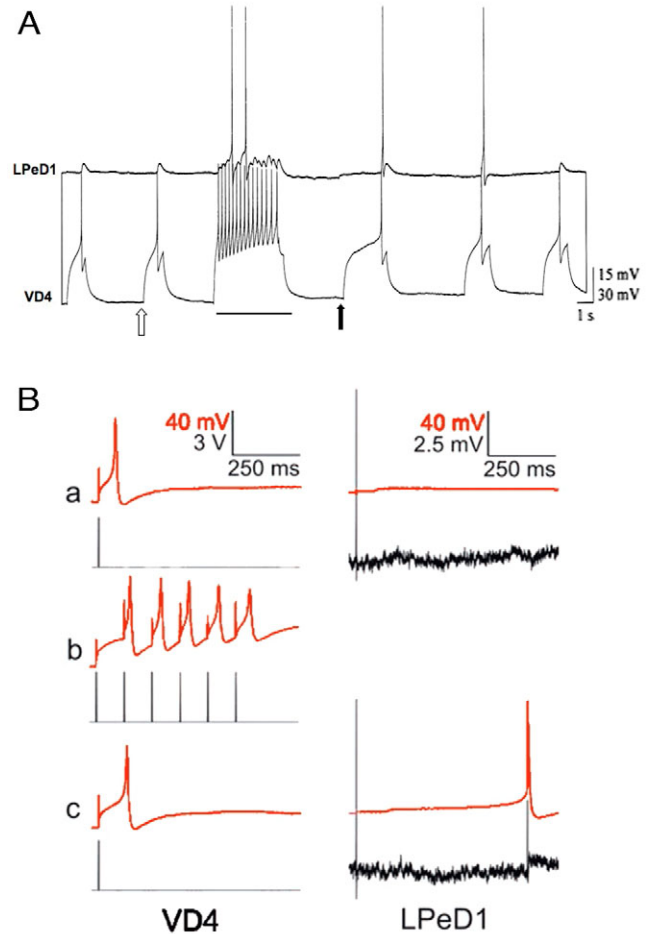 A
LPeD1
VD4
15 mV
30 mV
1 s
B
40 mV
3 V
250 ms
40 mV
2.5 mV
250 ms
a
b
c
VD4
LPeD1